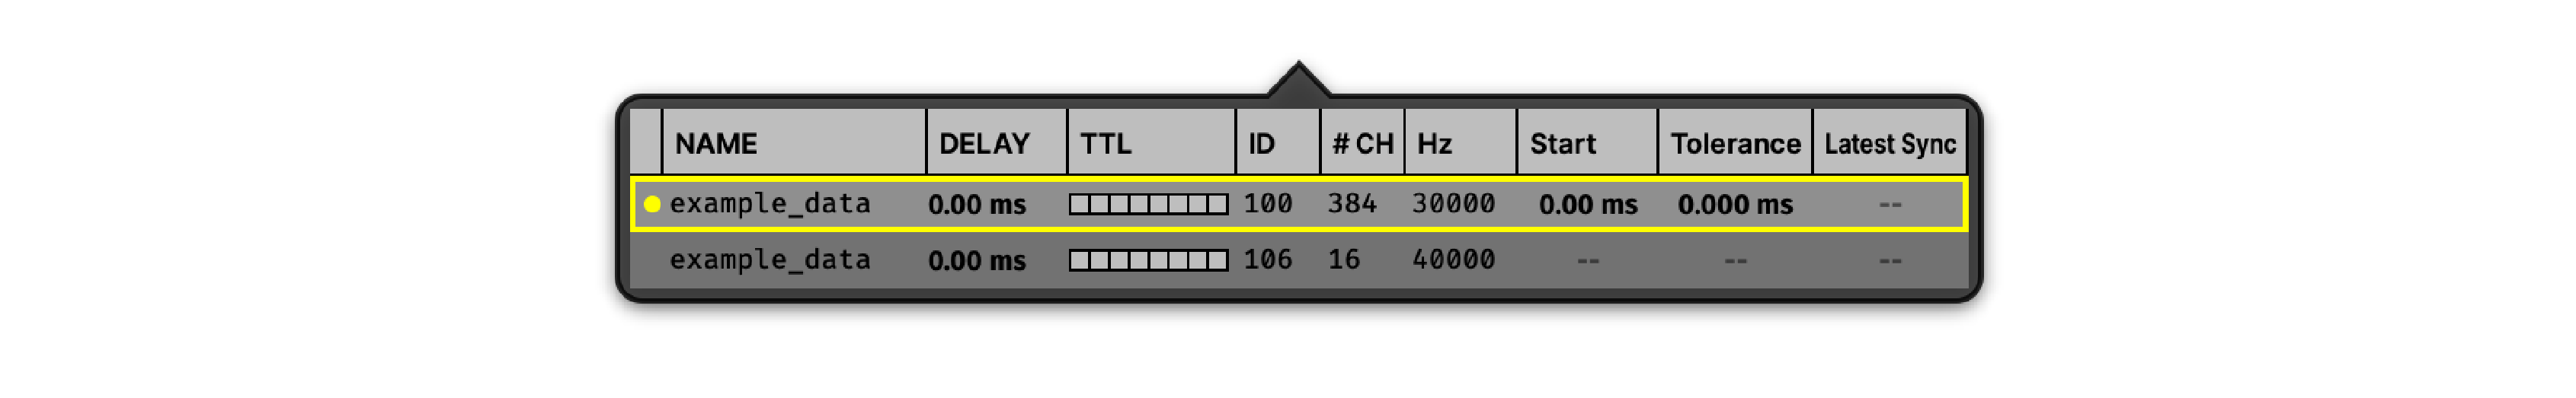 NAME DELAY TTL ID # CH Hz Start Tolerance Latest Sync
example_data 0.00 ms 100 384 30000 0.00 ms 0.000 ms --
example_data 0.00 ms 106 16 40000 -- -- --